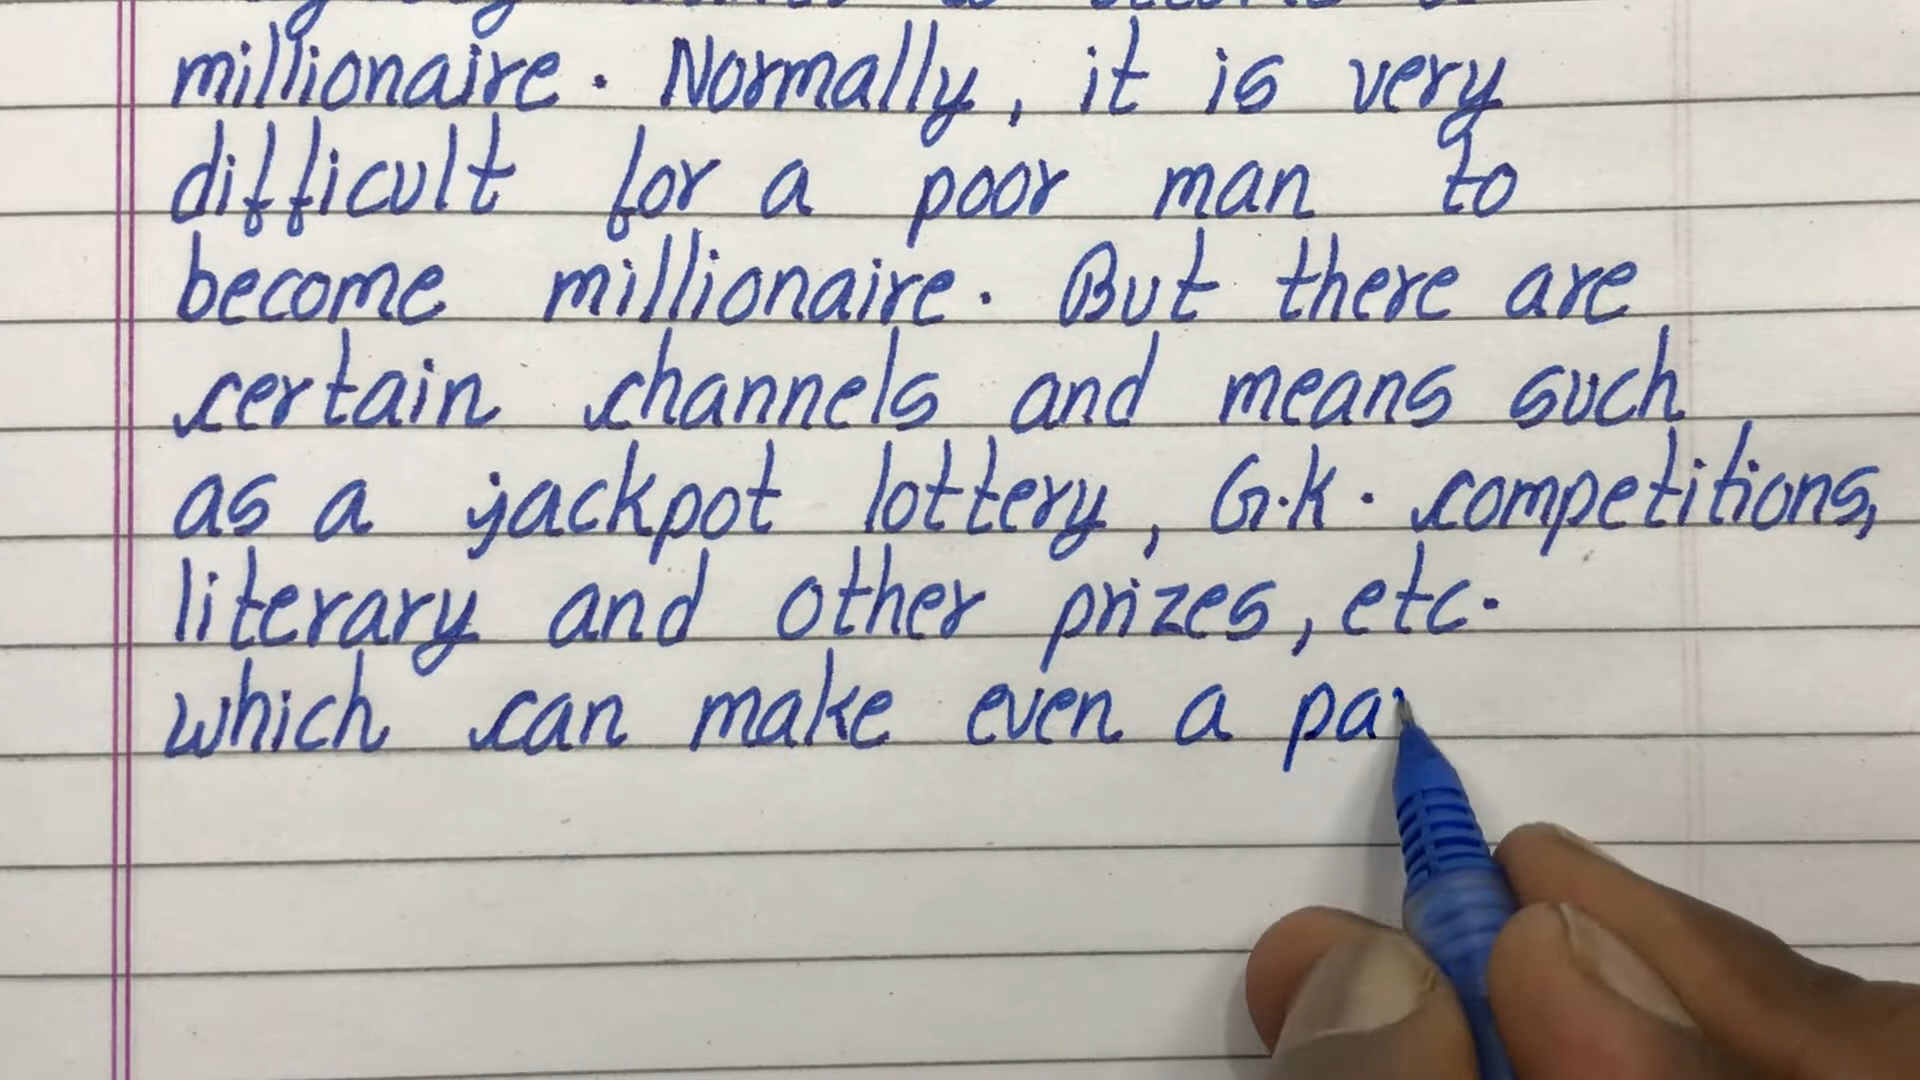 millionaire. Normally, it is very
difficult for a poor man to
become millionaire. But there are
certain channels and means such
as a jackpot lottery, G.K. competitions,
literary and other prizes, etc.
which can make even a pa